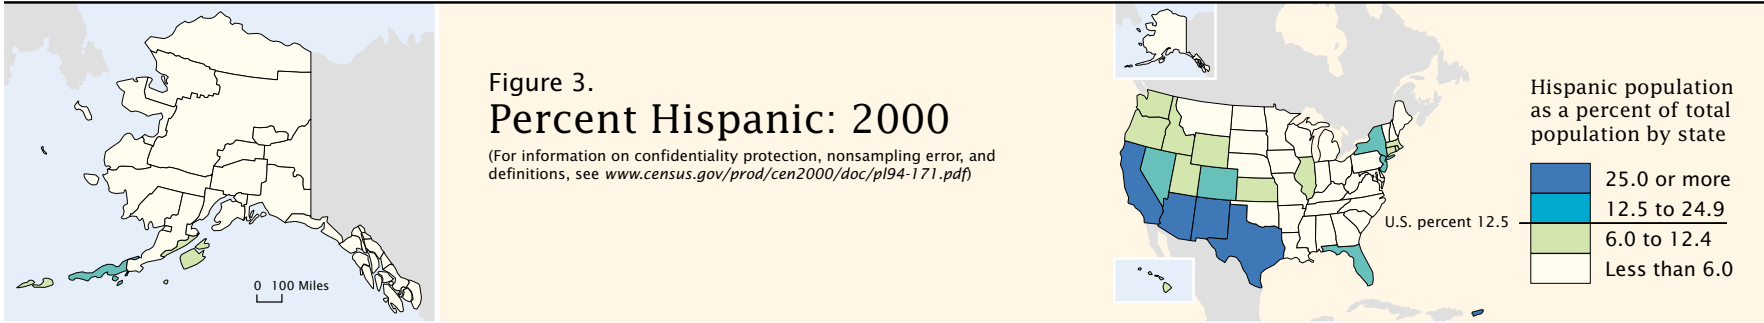 Figure 3.
Percent Hispanic: 2000
(For information on confidentiality protection, nonsampling error, and
definitions, see www.census.gov/prod/cen2000/doc/pl94-171.pdf)
0 100 Miles
Hispanic population
as a percent of total
population by state
25.0 or more
12.5 to 24.9
U.S. percent 12.5
6.0 to 12.4
Less than 6.0